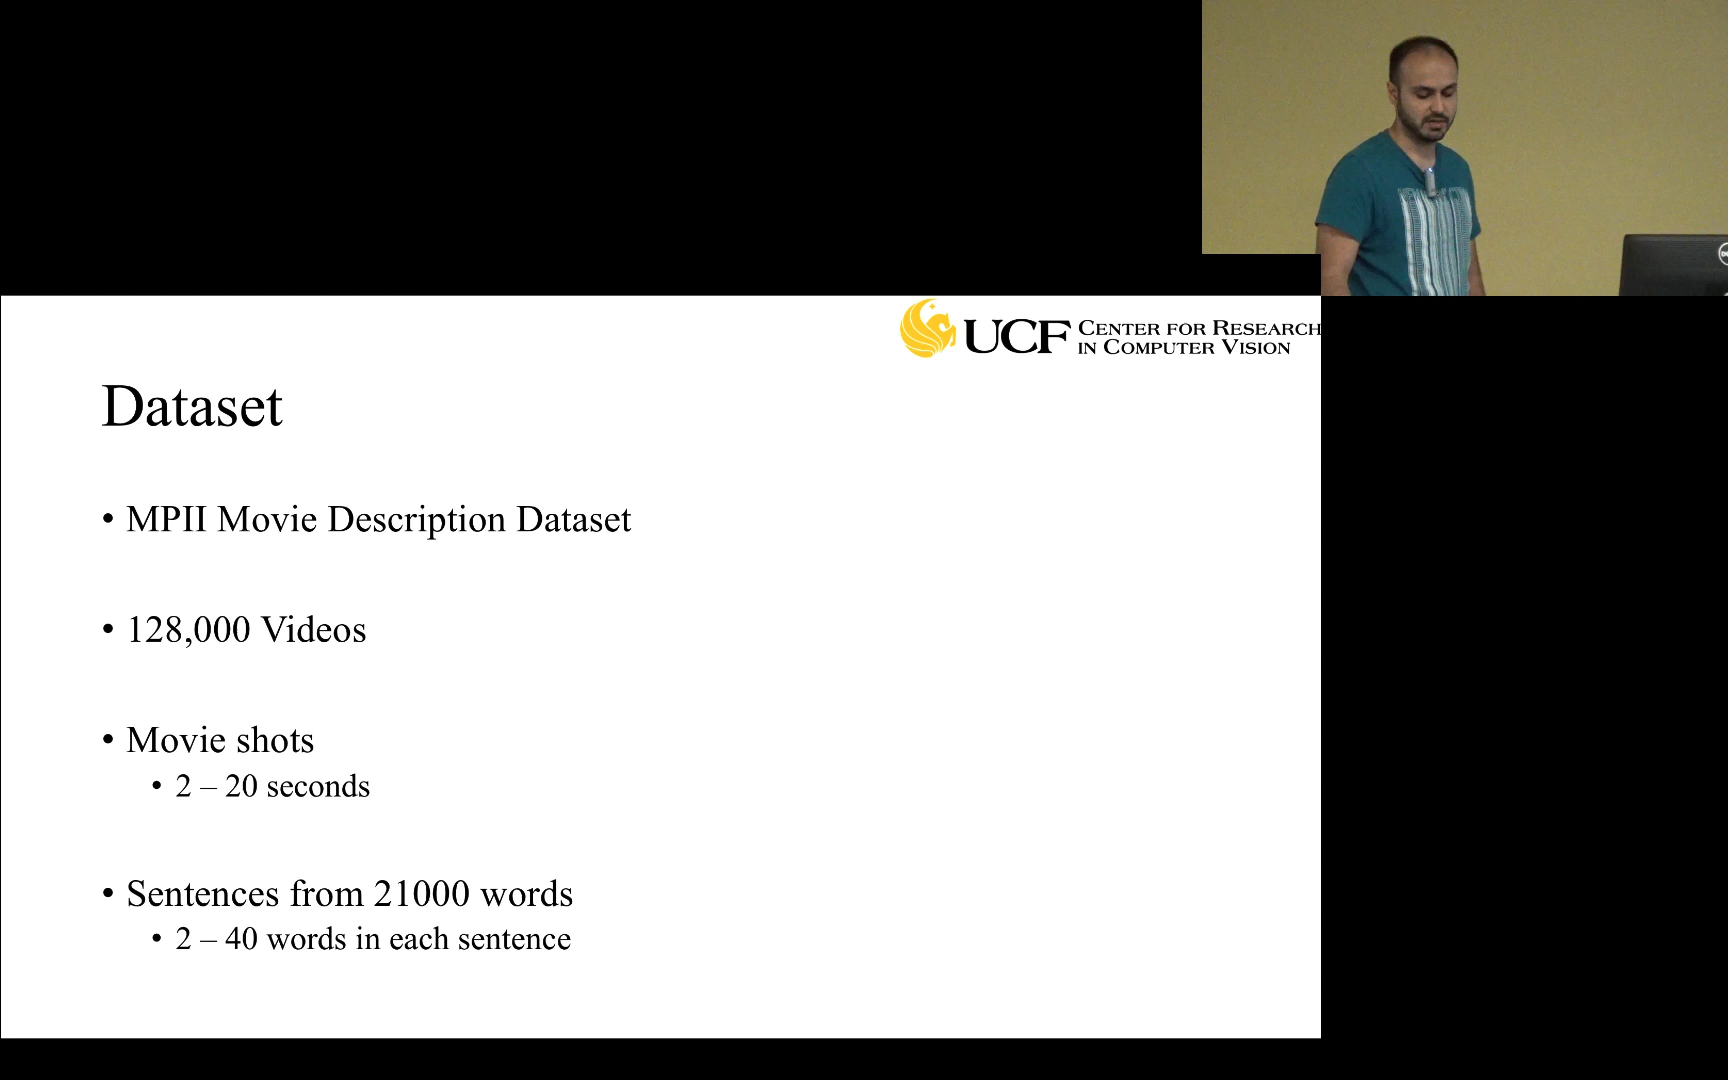 UCF CENTER FOR RESEARCH
IN COMPUTER VISION
Dataset
• MPII Movie Description Dataset
• 128,000 Videos
• Movie shots
• 2 – 20 seconds
• Sentences from 21000 words
• 2 – 40 words in each sentence